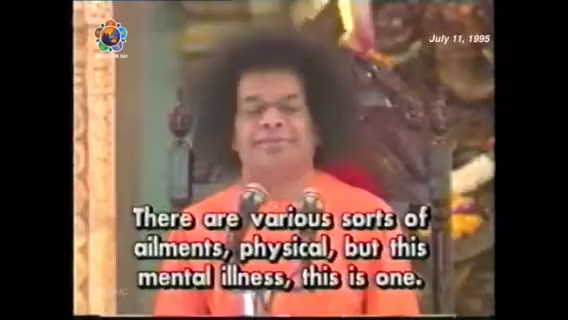 July 11, 1995
There are various sorts of
ailments, physical, but this
mental illness, this is one.